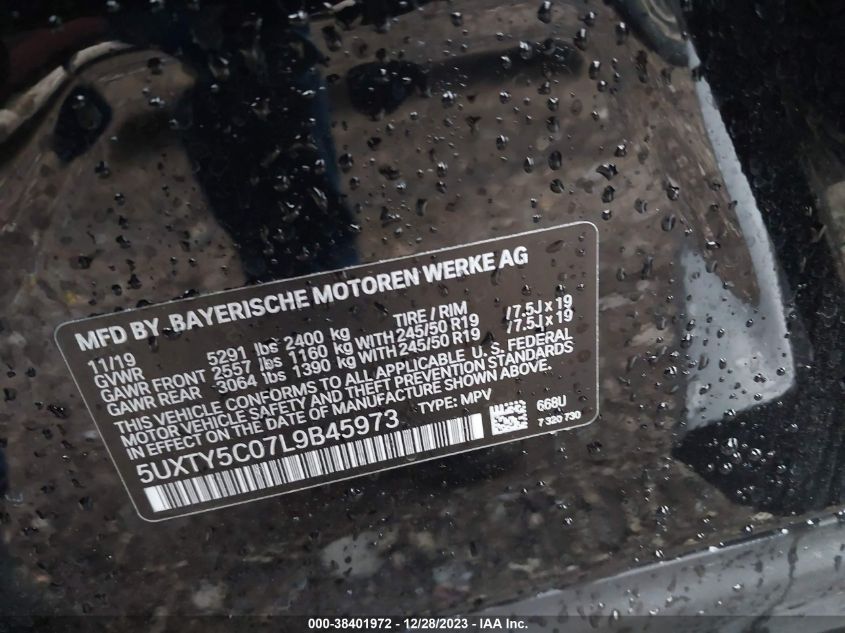 MFD BY BAYERISCHE MOTOREN WERKE AG
11/19 TIRE / RIM
GVWR 5291 lbs 2400 kg
GAWR FRONT 2557 lbs 1160 kg WITH 245/50 R19 /7.5J x 19
GAWR REAR 3064 lbs 1390 kg WITH 245/50 R19 /7.5J x 19
THIS VEHICLE CONFORMS TO ALL APPLICABLE U. S. FEDERAL
MOTOR VEHICLE SAFETY AND THEFT PREVENTION STANDARDS
IN EFFECT ON THE DATE OF MANUFACTURE SHOWN ABOVE.
5UXTY5C07L9B45973 TYPE: MPV
668U
7 320 730
000-38401972 / 12/28/2023 - IAA Inc.